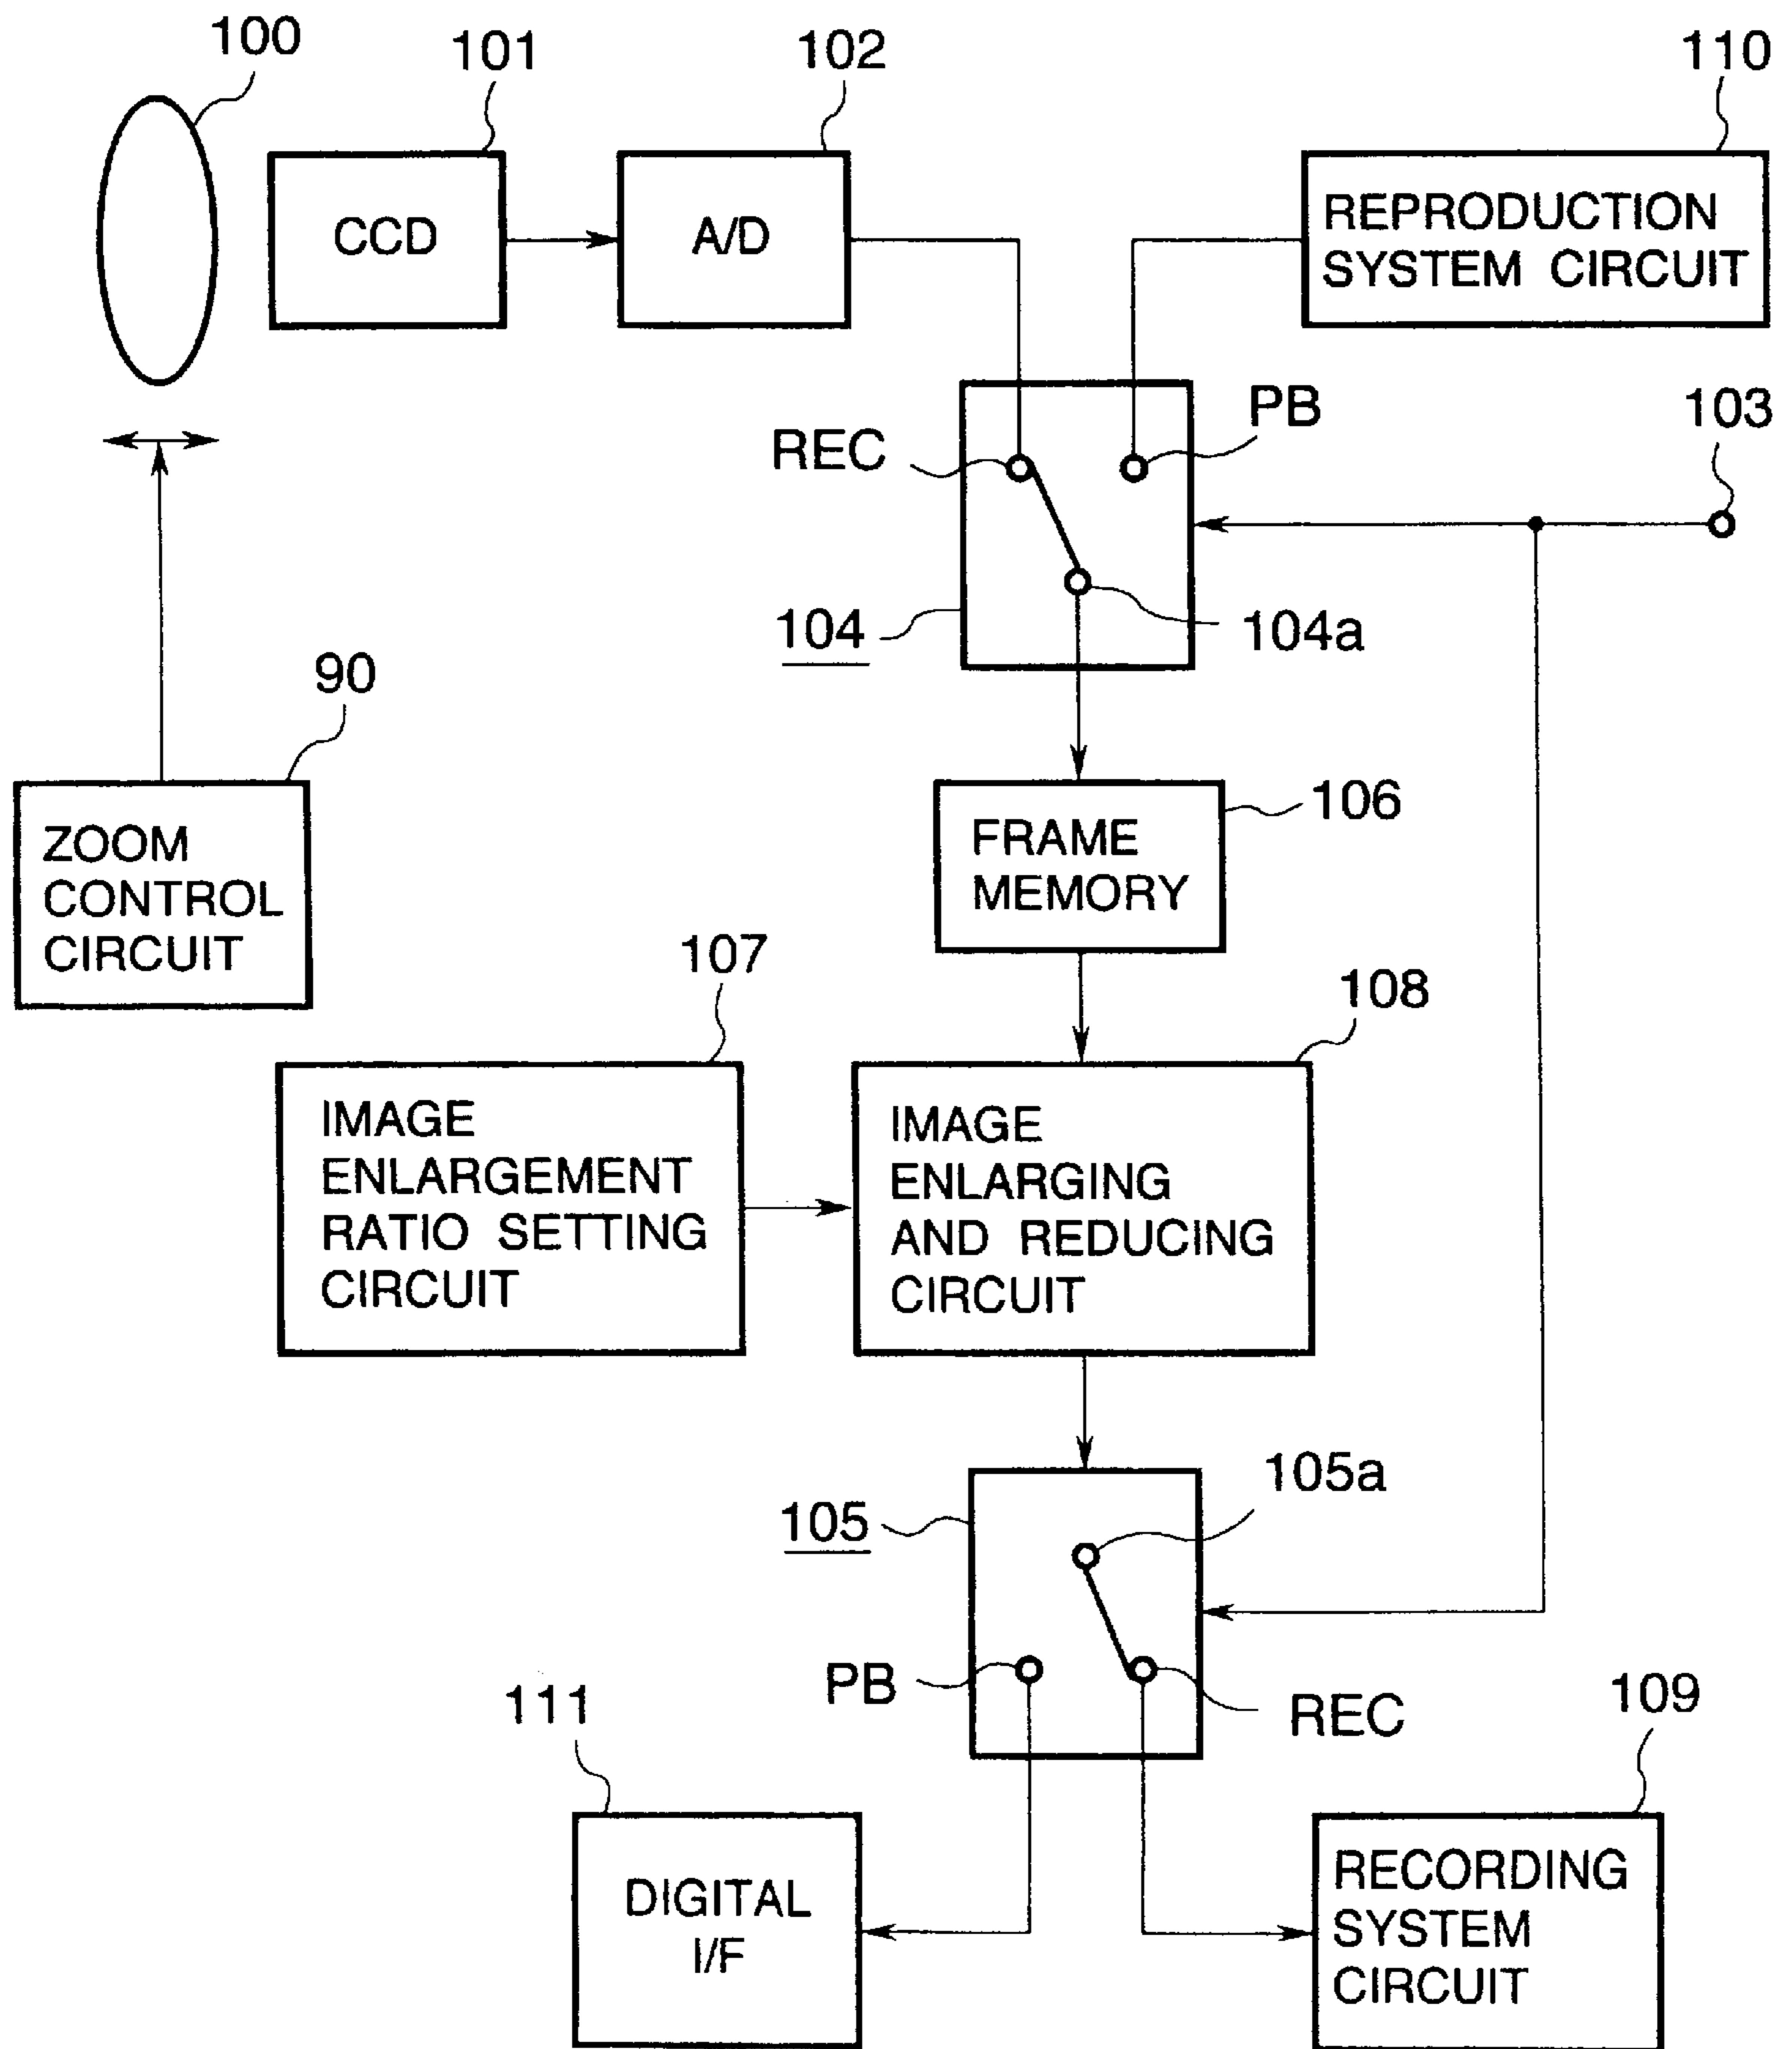 100
101
102
110
CCD
A/D
REPRODUCTION
SYSTEM CIRCUIT
REC
PB
103
104
104a
90
ZOOM
CONTROL
CIRCUIT
106
FRAME
MEMORY
107
108
IMAGE
ENLARGEMENT
RATIO SETTING
CIRCUIT
IMAGE
ENLARGING
AND REDUCING
CIRCUIT
105
105a
PB
REC
111
109
DIGITAL
I/F
RECORDING
SYSTEM
CIRCUIT